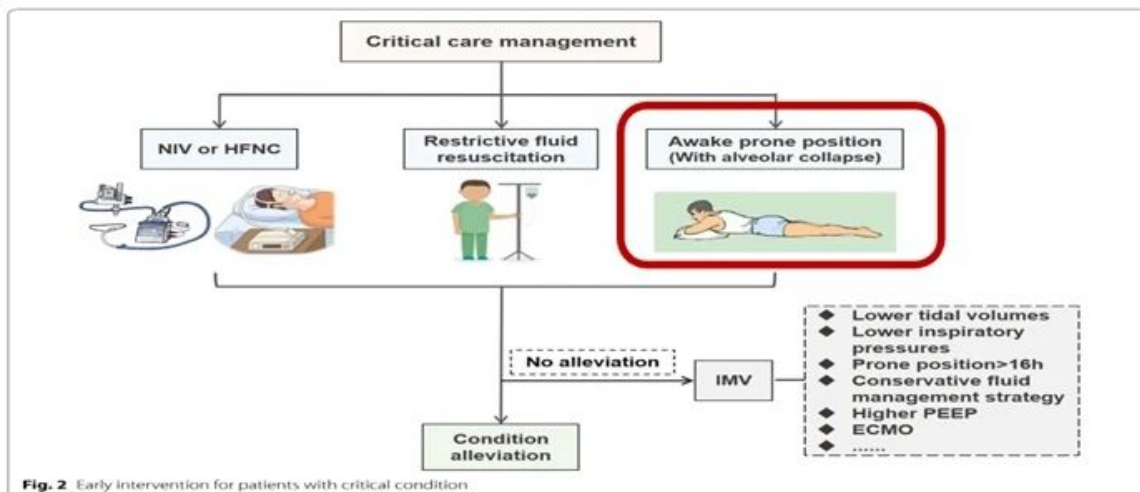 Critical care management
NIV or HFNC
Restrictive fluid
resuscitation
Awake prone position
(With alveolar collapse)
No alleviation
IMV
◆ Lower tidal volumes
◆ Lower inspiratory
pressures
◆ Prone position>16h
◆ Conservative fluid
management strategy
◆ Higher PEEP
◆ ECMO
◆ ......
Condition
alleviation
Fig. 2 Early intervention for patients with critical condition